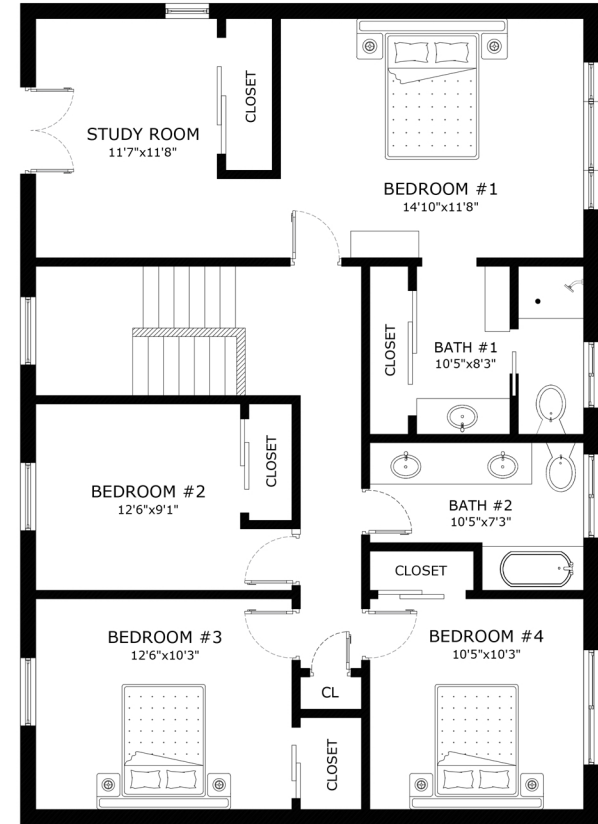 CLOSET
STUDY ROOM
11'7"x11'8"
BEDROOM #1
14'10"x11'8"
CLOSET
BATH #1
10'5"x8'3"
CLOSET
BEDROOM #2
12'6"x9'1"
BATH #2
10'5"x7'3"
CLOSET
BEDROOM #3
12'6"x10'3"
BEDROOM #4
10'5"x10'3"
CL
CLOSET